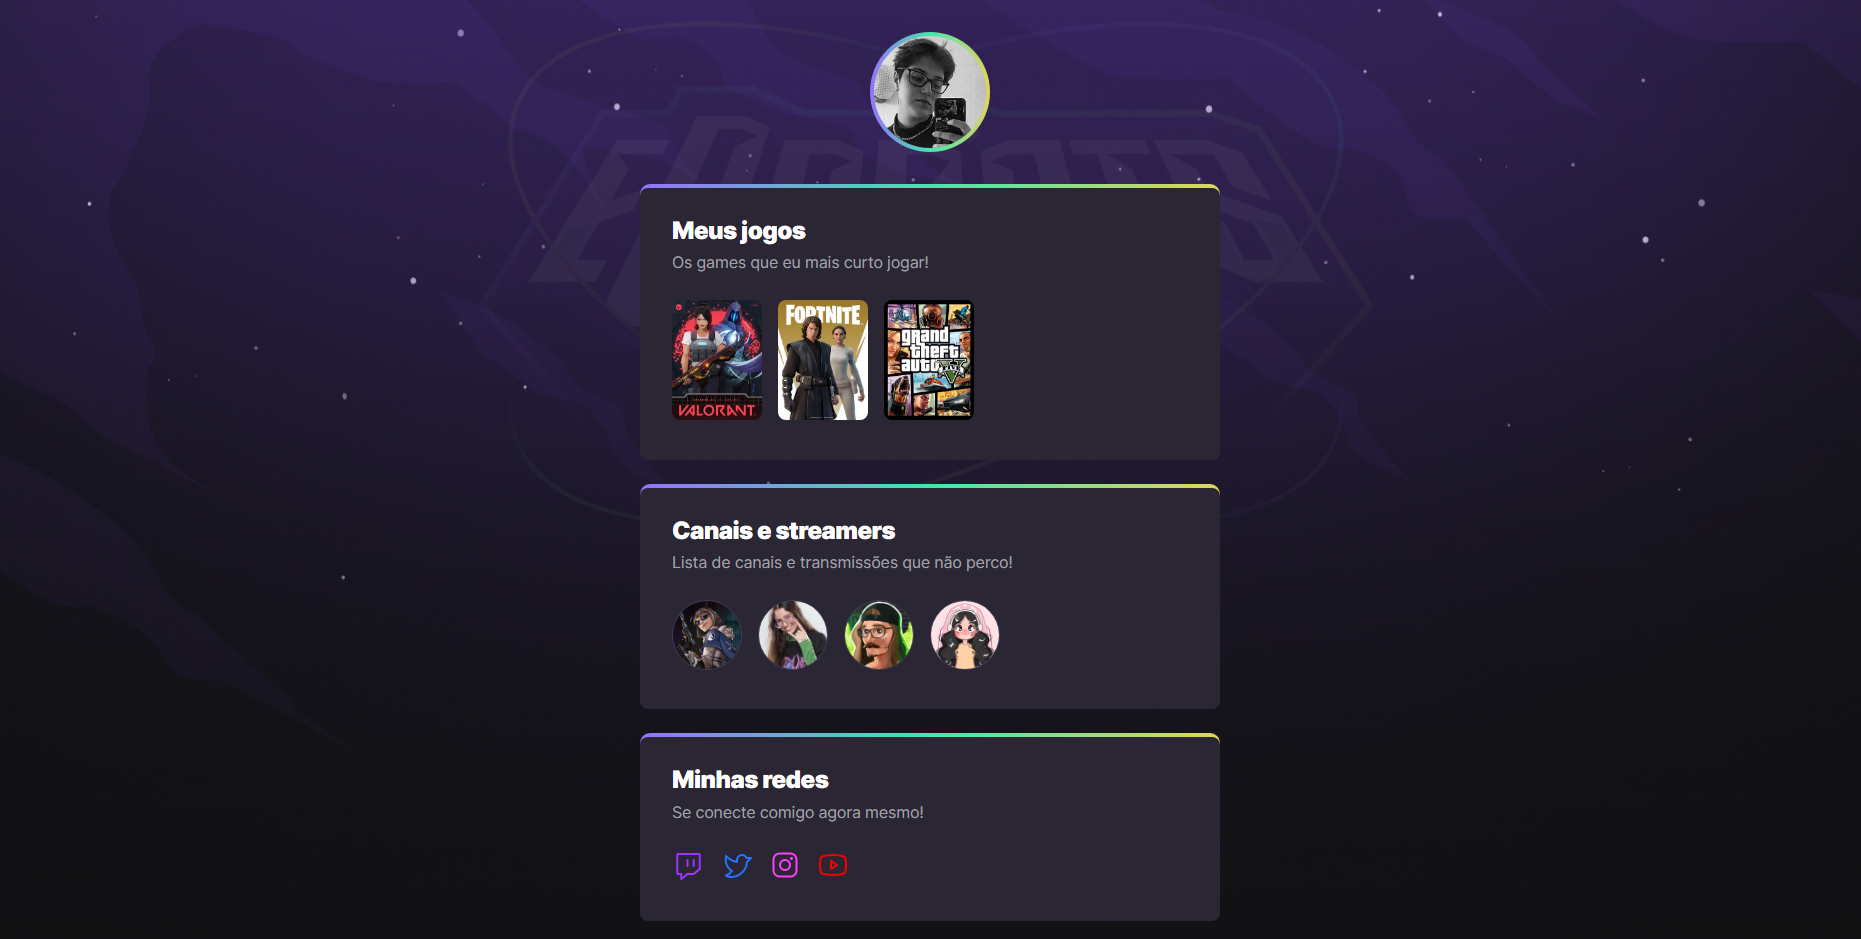 eSPORTS
Meus jogos
Os games que eu mais curto jogar!
VALORANT
FORTNITE
grand
theft
auto V
Canais e streamers
Lista de canais e transmissões que não perco!
Minhas redes
Se conecte comigo agora mesmo!